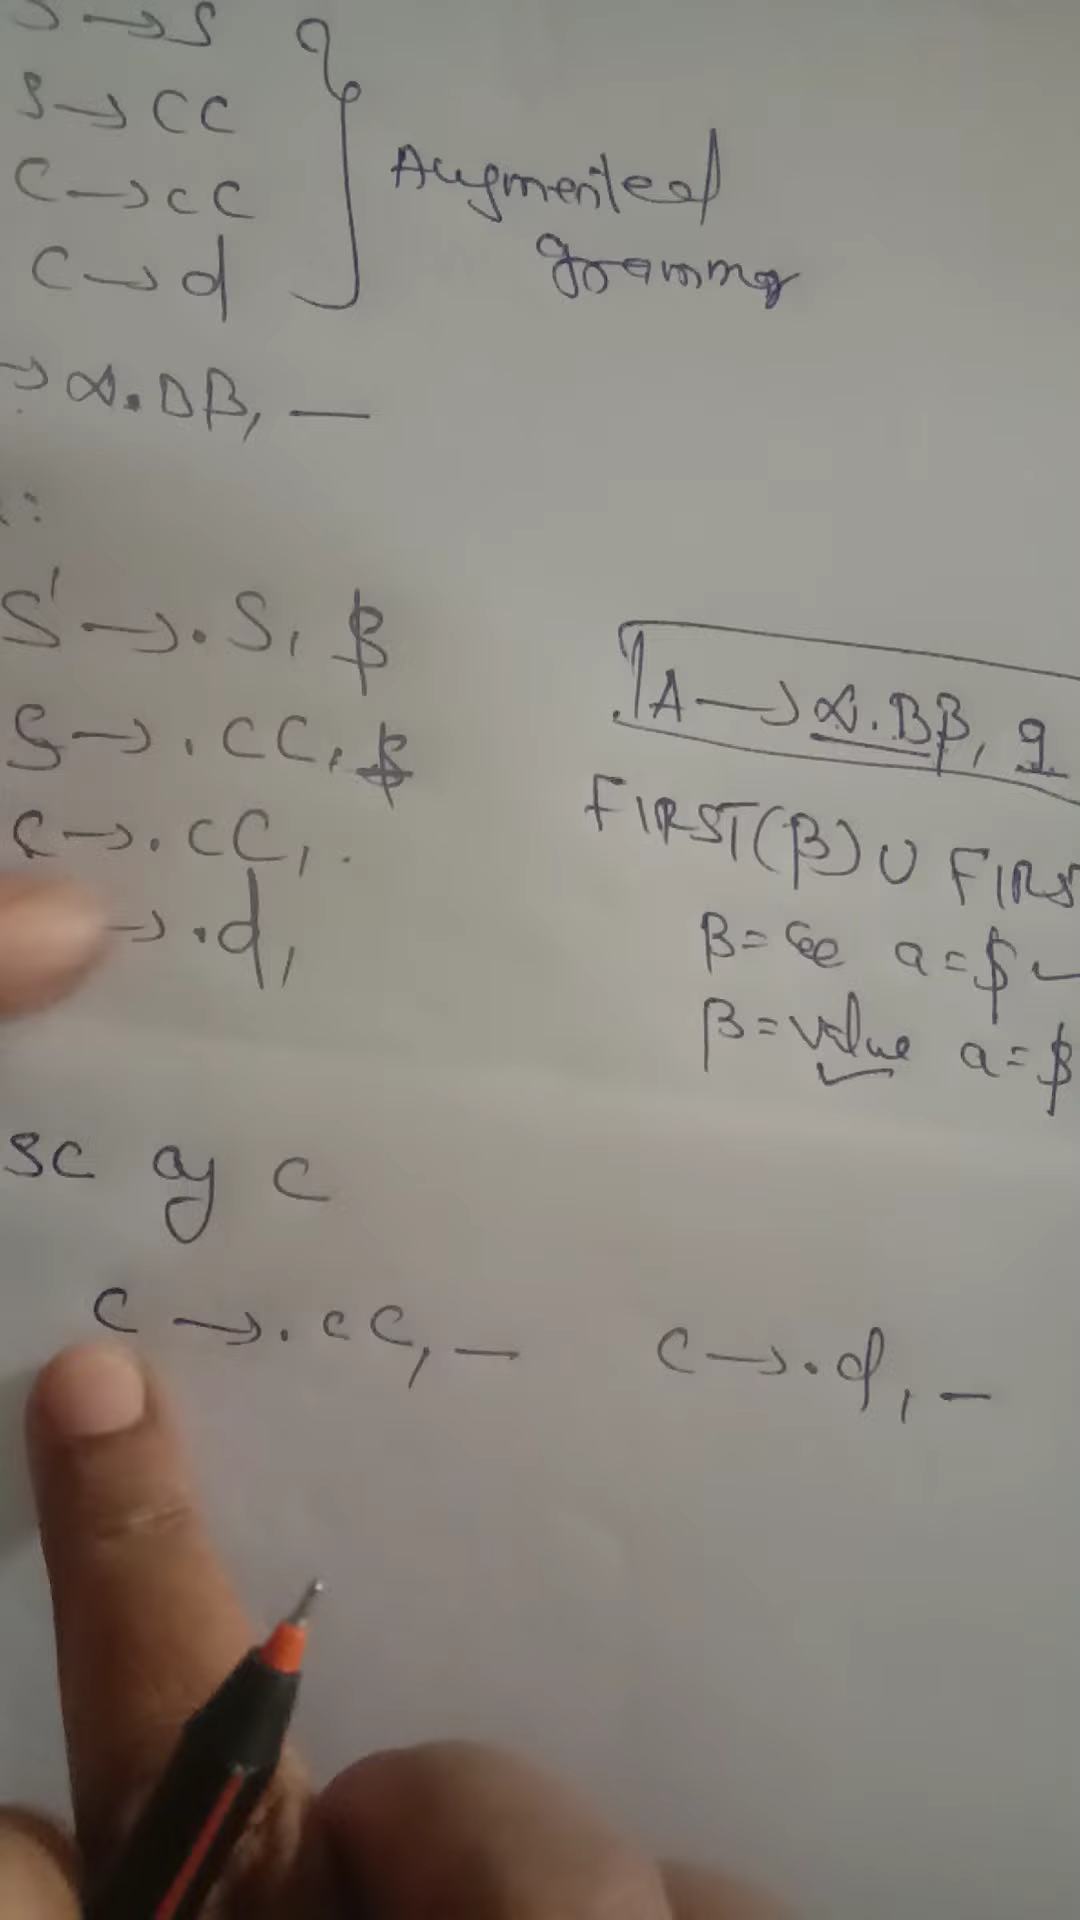 S → S
S → CC
C → cC
C → d
Augmented
grammar
→ α.Bβ, —
:
S' → .S, $
S → .CC, $
C → .cC, .
→ .d,
A → α.Bβ, a
FIRST(β) ∪ FIRS
β = a = $
β = value a = $
SC of C
C → .cC, —
C → .d, —